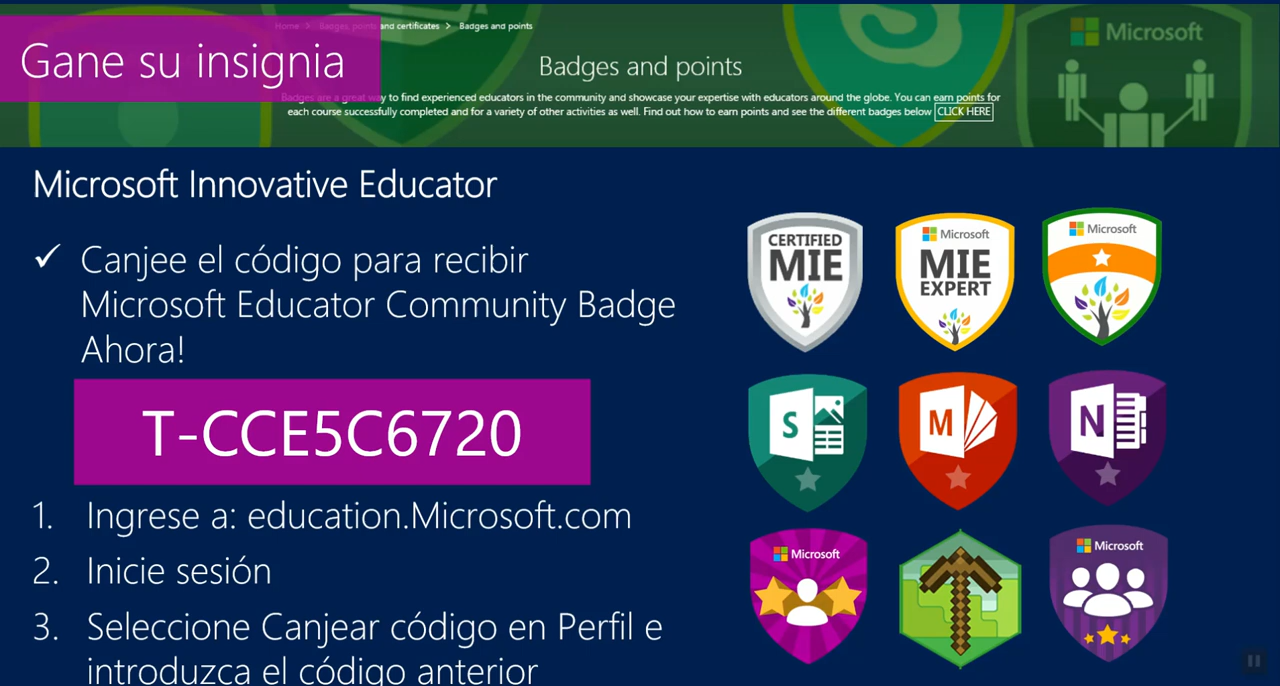 Home > Badges, points and certificates > Badges and points
Gane su insignia
Badges and points
Badges are a great way to find experienced educators in the community and showcase your expertise with educators around the globe. You can earn points for
each course successfully completed and for a variety of other activities as well. Find out how to earn points and see the different badges below CLICK HERE
Microsoft
Microsoft Innovative Educator
✓ Canjee el código para recibir
Microsoft Educator Community Badge
Ahora!
T-CCE5C6720
1. Ingrese a: education.Microsoft.com
2. Inicie sesión
3. Seleccione Canjear código en Perfil e
introduzca el código anterior
CERTIFIED
MIE
Microsoft
MIE
EXPERT
Microsoft
S
M
N
Microsoft
Microsoft